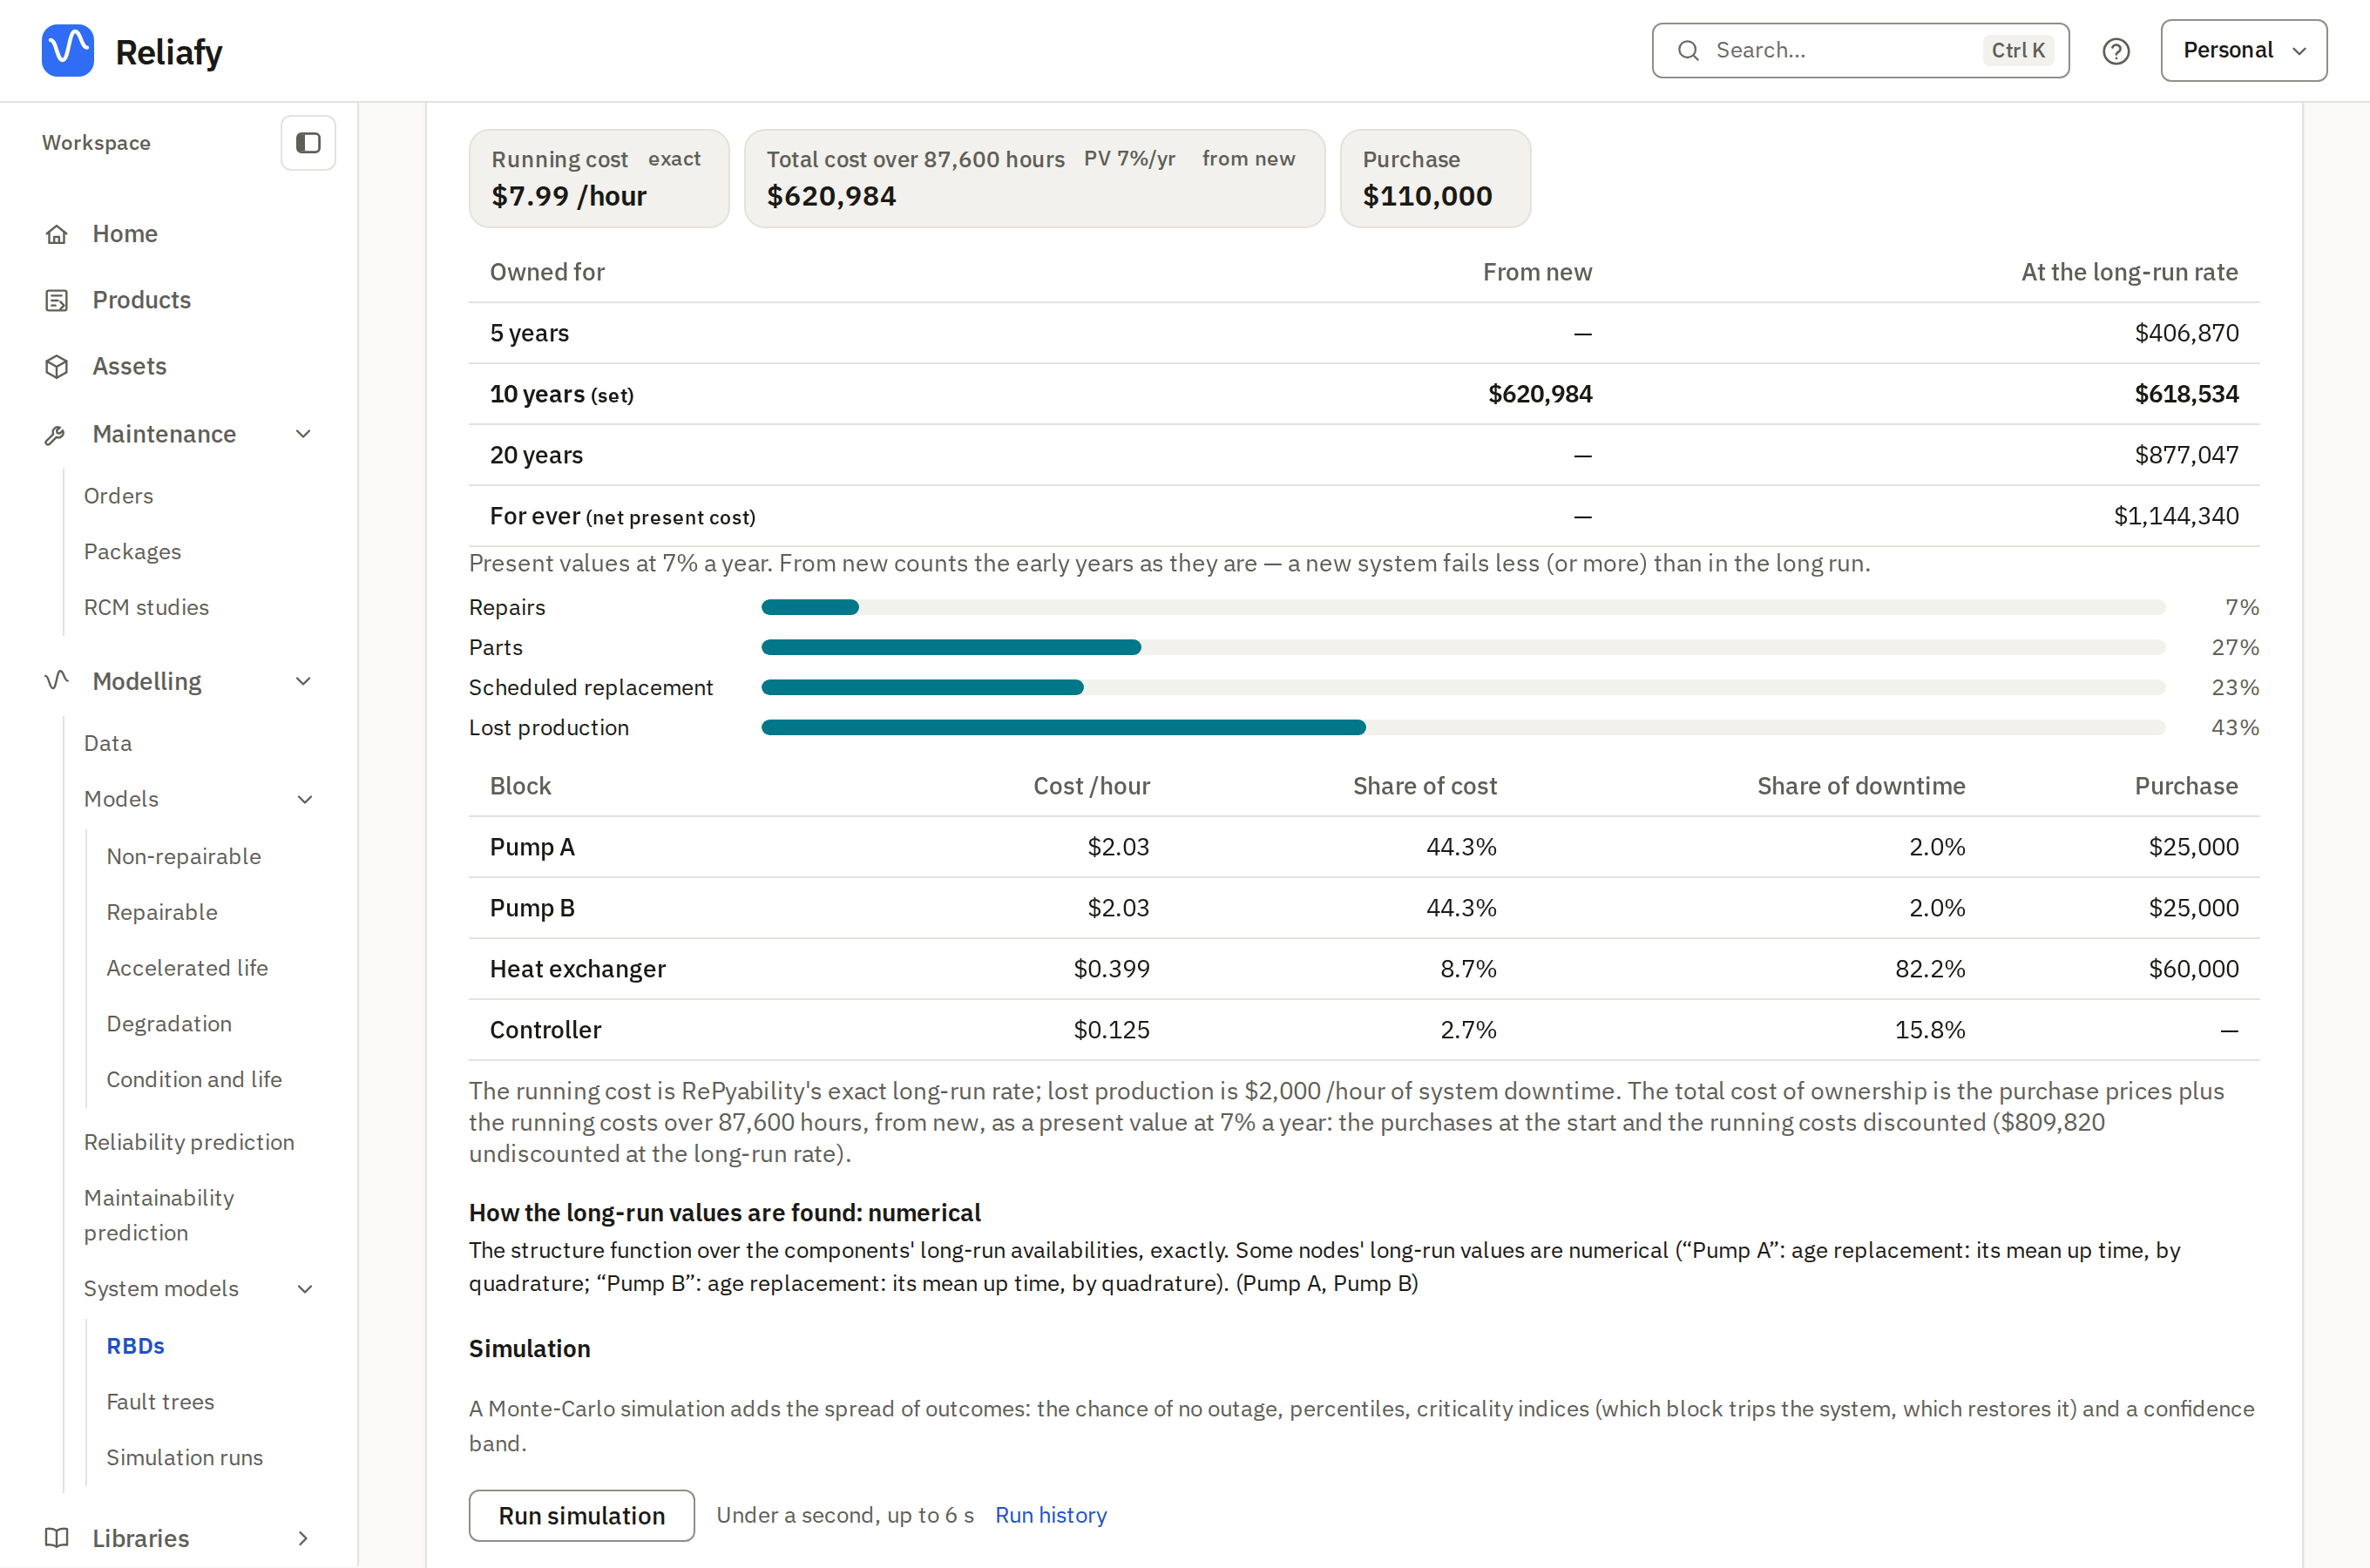 Reliafy
Search...
Ctrl K
Personal
Workspace
Home
Products
Assets
Maintenance
Orders
Packages
RCM studies
Modelling
Data
Models
Non-repairable
Repairable
Accelerated life
Degradation
Condition and life
Reliability prediction
Maintainability
prediction
System models
RBDs
Fault trees
Simulation runs
Libraries
Running cost exact
$7.99 /hour
Total cost over 87,600 hours PV 7%/yr from new
$620,984
Purchase
$110,000
Owned for From new At the long-run rate
5 years — $406,870
10 years (set) $620,984 $618,534
20 years — $877,047
For ever (net present cost) — $1,144,340
Present values at 7% a year. From new counts the early years as they are — a new system fails less (or more) than in the long run.
Repairs 7%
Parts 27%
Scheduled replacement 23%
Lost production 43%
Block Cost /hour Share of cost Share of downtime Purchase
Pump A $2.03 44.3% 2.0% $25,000
Pump B $2.03 44.3% 2.0% $25,000
Heat exchanger $0.399 8.7% 82.2% $60,000
Controller $0.125 2.7% 15.8% —
The running cost is RePyability's exact long-run rate; lost production is $2,000 /hour of system downtime. The total cost of ownership is the purchase prices plus
the running costs over 87,600 hours, from new, as a present value at 7% a year: the purchases at the start and the running costs discounted ($809,820
undiscounted at the long-run rate).
How the long-run values are found: numerical
The structure function over the components' long-run availabilities, exactly. Some nodes' long-run values are numerical (“Pump A”: age replacement: its mean up time, by
quadrature; “Pump B”: age replacement: its mean up time, by quadrature). (Pump A, Pump B)
Simulation
A Monte-Carlo simulation adds the spread of outcomes: the chance of no outage, percentiles, criticality indices (which block trips the system, which restores it) and a confidence
band.
Run simulation Under a second, up to 6 s Run history